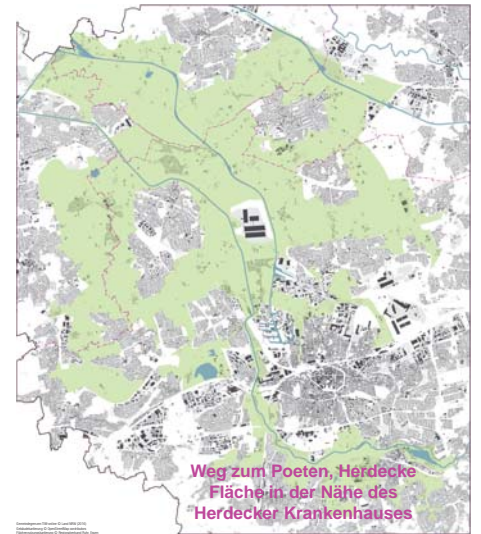 Weg zum Poeten, Herdecke
Fläche in der Nähe des
Herdecker Krankenhauses